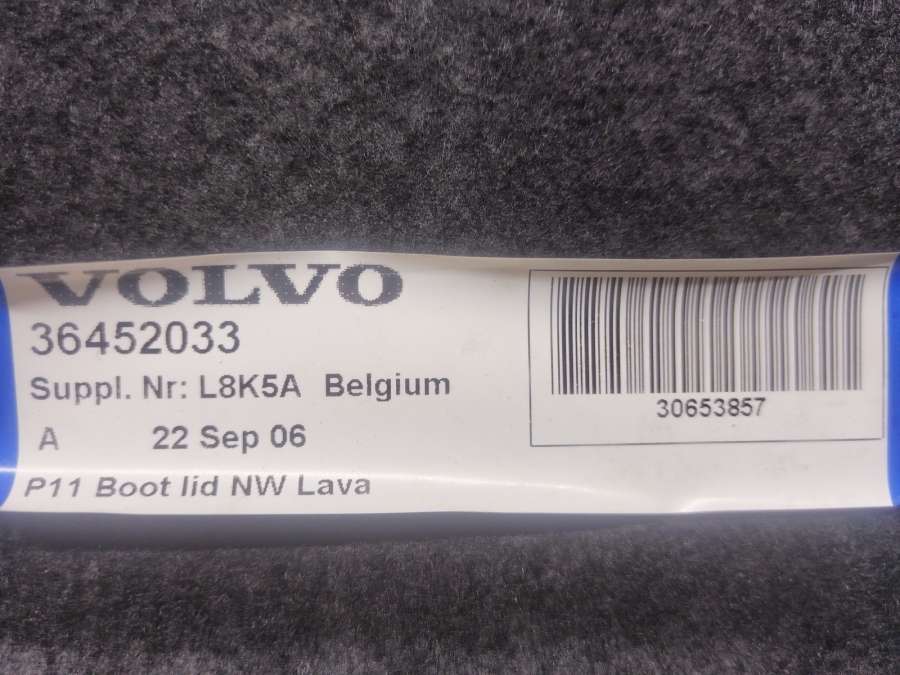 VOLVO
36452033
Suppl. Nr: L8K5A Belgium
A 22 Sep 06
P11 Boot lid NW Lava
30653857